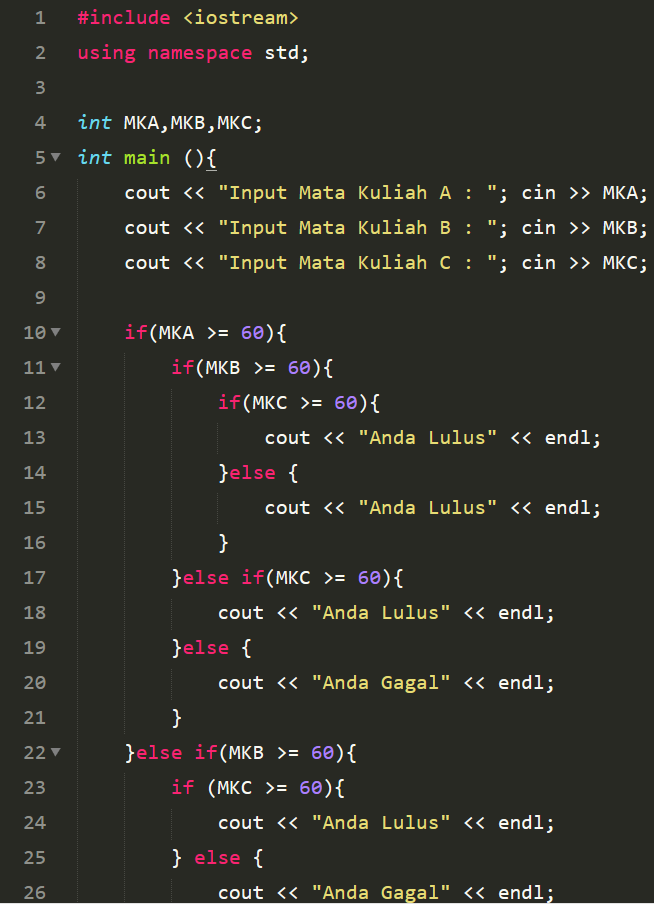 1 #include <iostream>
2 using namespace std;
3
4 int MKA,MKB,MKC;
5 int main (){
6     cout << "Input Mata Kuliah A : "; cin >> MKA;
7     cout << "Input Mata Kuliah B : "; cin >> MKB;
8     cout << "Input Mata Kuliah C : "; cin >> MKC;
9
10     if(MKA >= 60){
11         if(MKB >= 60){
12             if(MKC >= 60){
13                 cout << "Anda Lulus" << endl;
14             }else {
15                 cout << "Anda Lulus" << endl;
16             }
17         }else if(MKC >= 60){
18             cout << "Anda Lulus" << endl;
19         }else {
20             cout << "Anda Gagal" << endl;
21         }
22     }else if(MKB >= 60){
23         if (MKC >= 60){
24             cout << "Anda Lulus" << endl;
25         } else {
26             cout << "Anda Gagal" << endl;